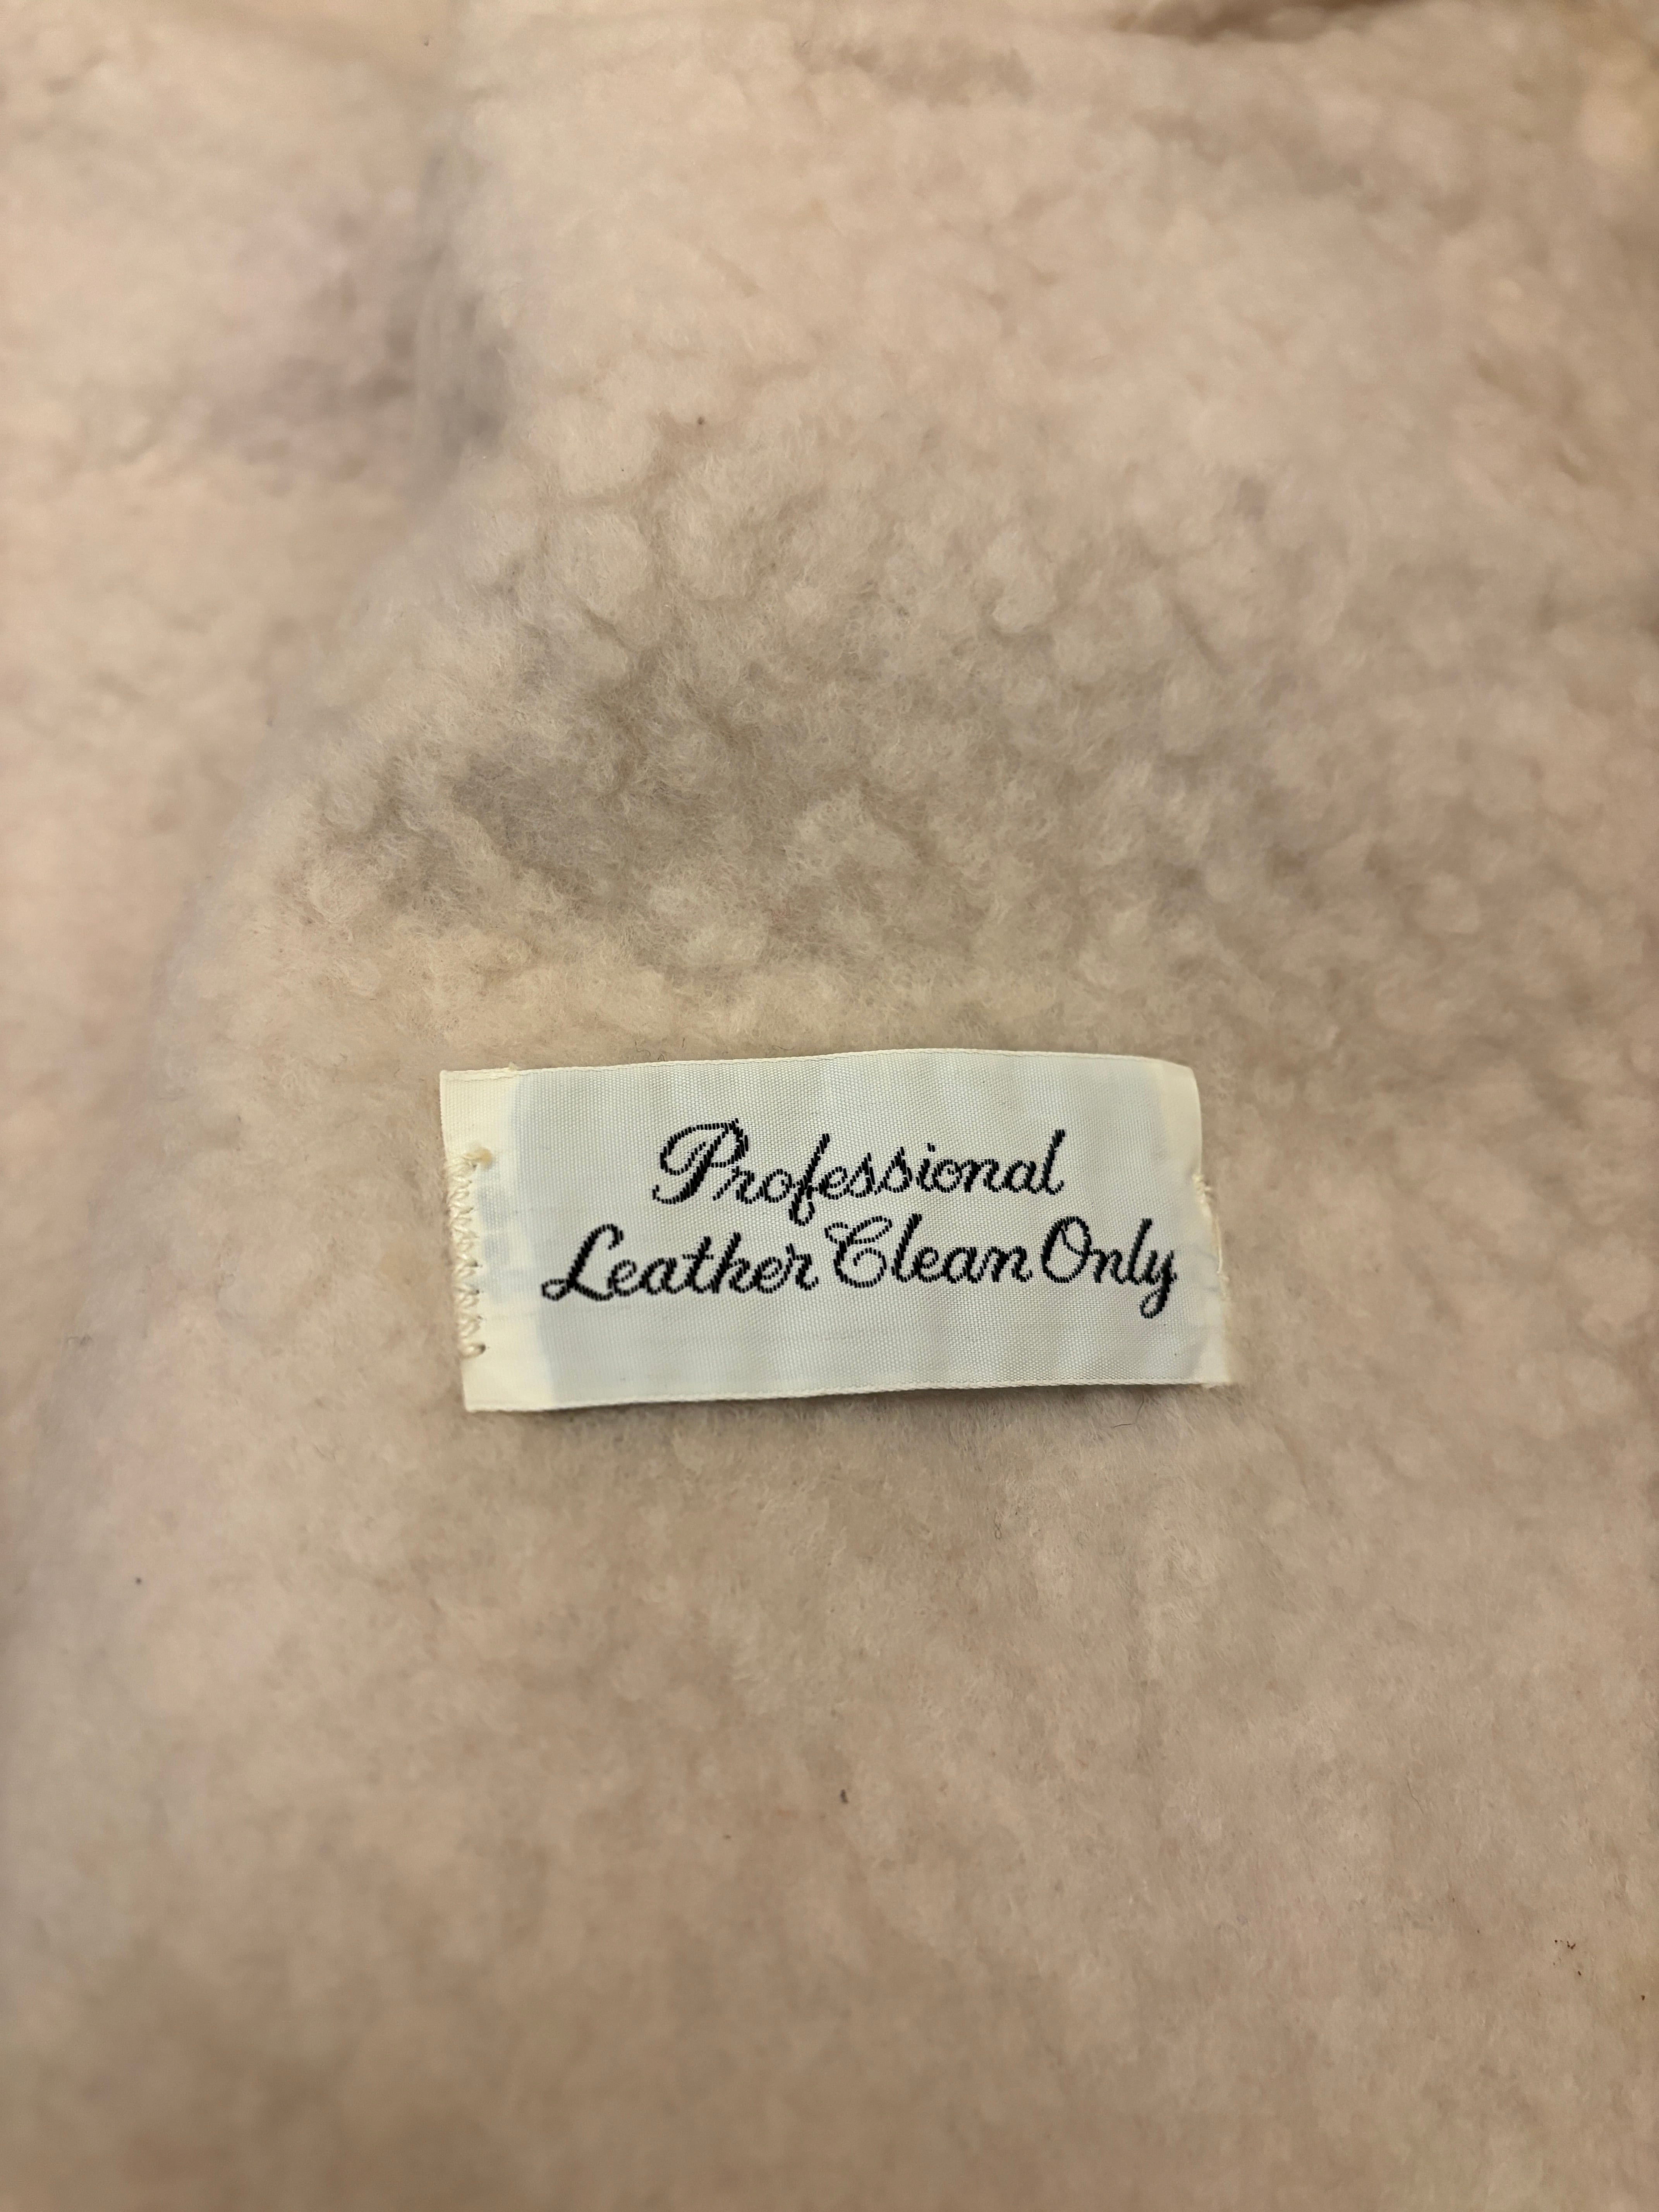 Professional
Leather Clean Only